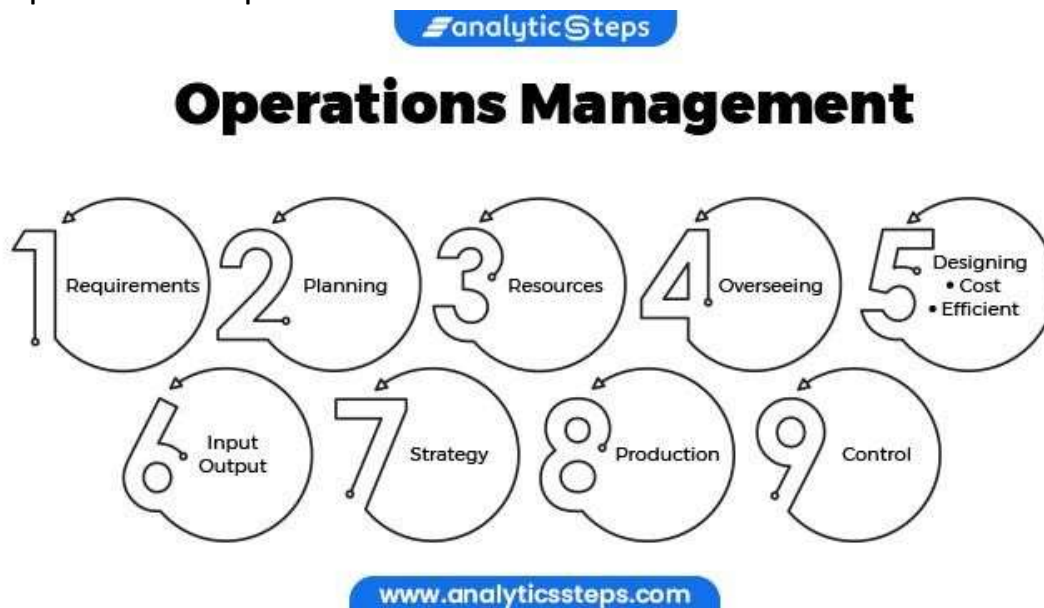 analyticSteps
Operations Management
1 Requirements
2 Planning
3 Resources
4 Overseeing
5 Designing
• Cost
• Efficient
6 Input
Output
7 Strategy
8 Production
9 Control
www.analyticssteps.com